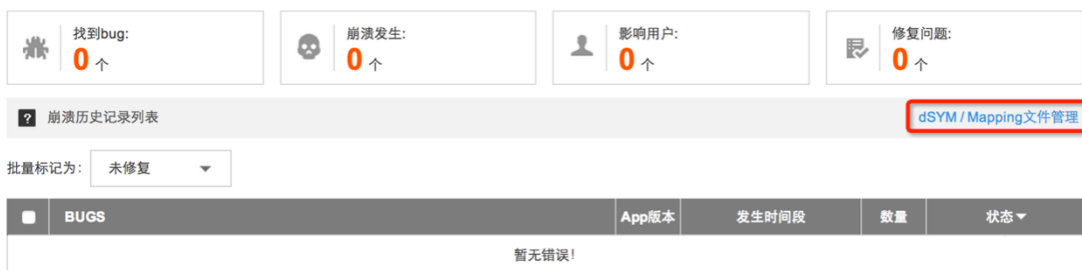 找到bug:
0 个
崩溃发生:
0 个
影响用户:
0 个
修复问题:
0 个
? 崩溃历史记录列表 dSYM / Mapping文件管理
批量标记为: 未修复
BUGS App版本 发生时间段 数量 状态
暂无错误!